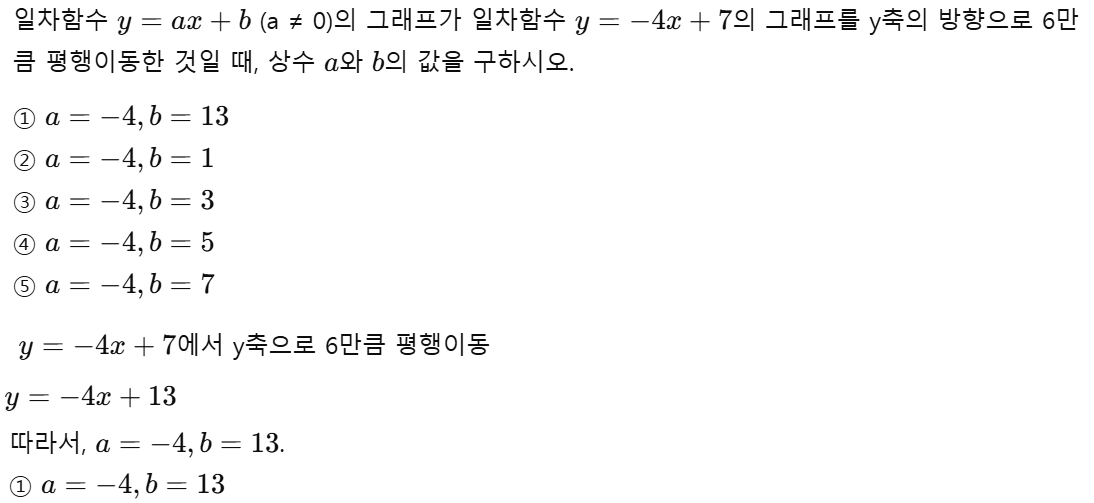 일차함수 y = ax + b (a ≠ 0)의 그래프가 일차함수 y = −4x + 7의 그래프를 y축의 방향으로 6만
큼 평행이동한 것일 때, 상수 a와 b의 값을 구하시오.
① a = −4, b = 13
② a = −4, b = 1
③ a = −4, b = 3
④ a = −4, b = 5
⑤ a = −4, b = 7
y = −4x + 7에서 y축으로 6만큼 평행이동
y = −4x + 13
따라서, a = −4, b = 13.
① a = −4, b = 13